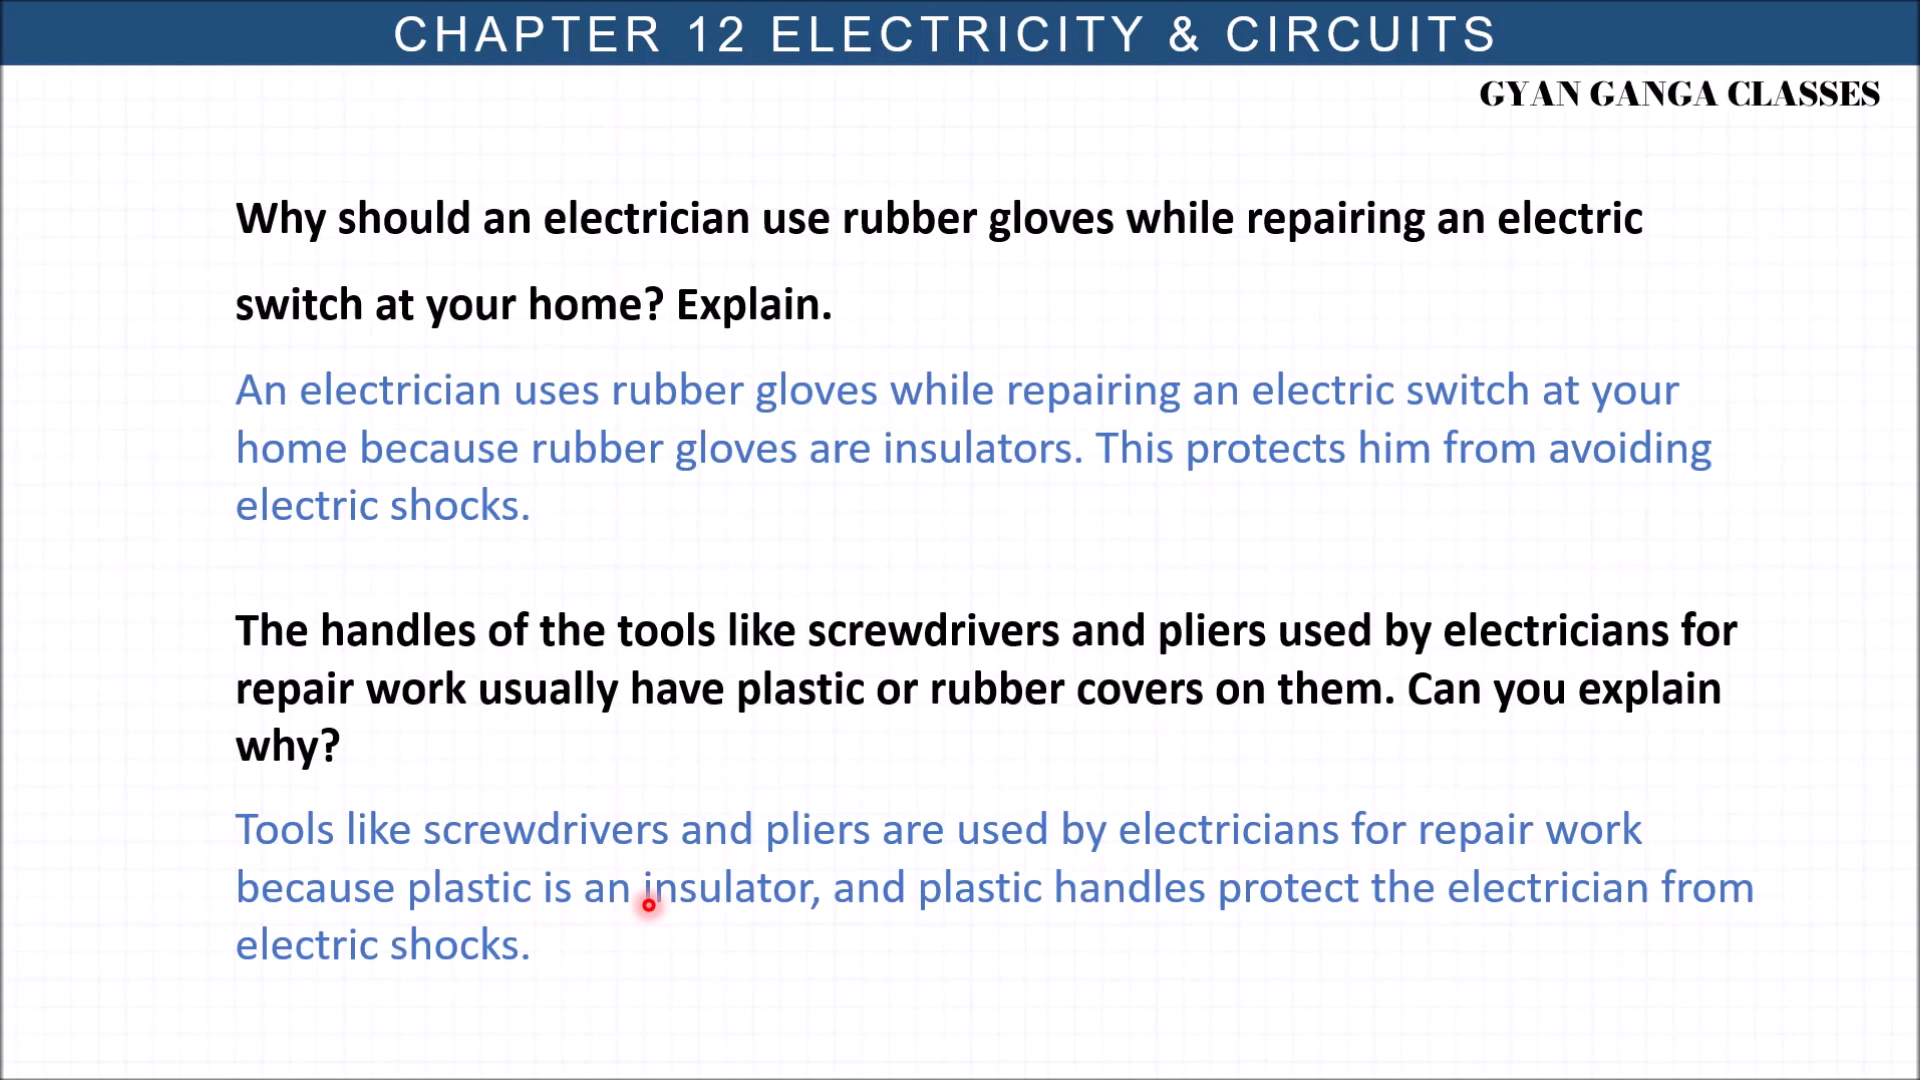 CHAPTER 12 ELECTRICITY & CIRCUITS
GYAN GANGA CLASSES
Why should an electrician use rubber gloves while repairing an electric
switch at your home? Explain.
An electrician uses rubber gloves while repairing an electric switch at your
home because rubber gloves are insulators. This protects him from avoiding
electric shocks.
The handles of the tools like screwdrivers and pliers used by electricians for
repair work usually have plastic or rubber covers on them. Can you explain
why?
Tools like screwdrivers and pliers are used by electricians for repair work
because plastic is an insulator, and plastic handles protect the electrician from
electric shocks.